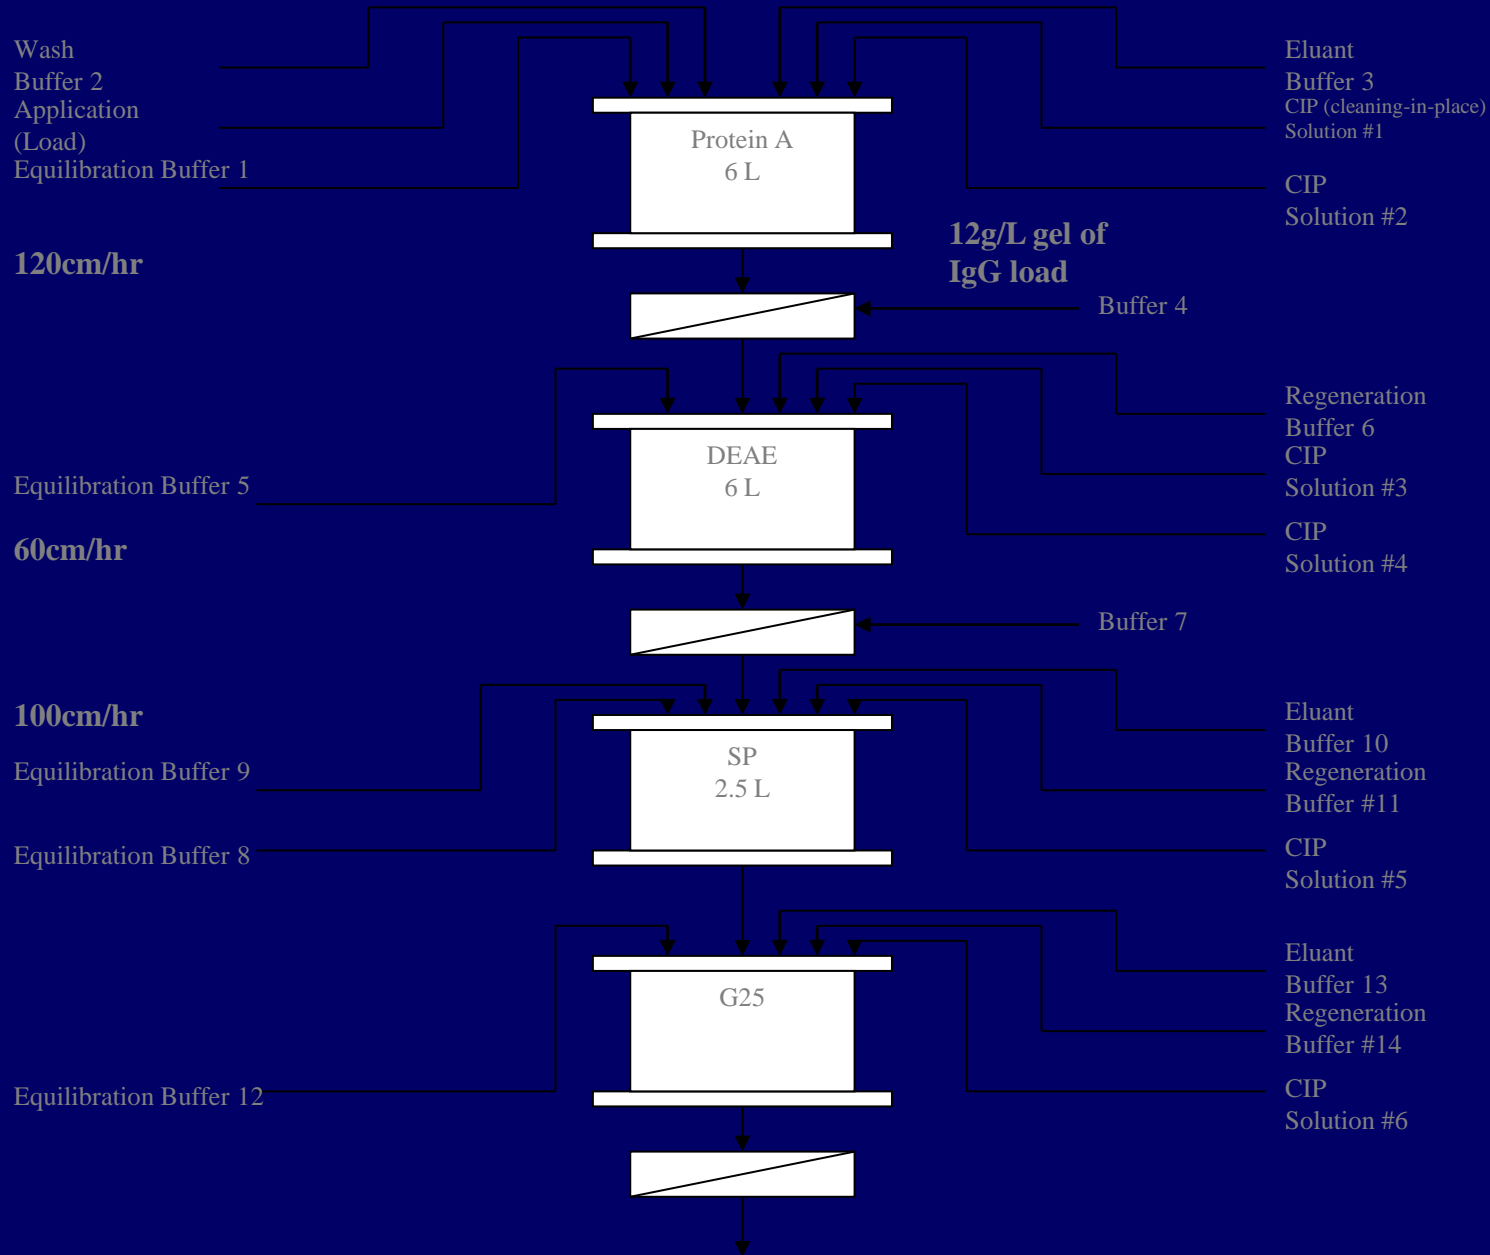 Wash
Buffer 2
Application
(Load)
Equilibration Buffer 1
Eluant
Buffer 3
CIP (cleaning-in-place)
Solution #1
CIP
Solution #2
Protein A
6 L
120cm/hr
12g/L gel of
IgG load
Buffer 4
Equilibration Buffer 5
60cm/hr
DEAE
6 L
Regeneration
Buffer 6
CIP
Solution #3
CIP
Solution #4
Buffer 7
100cm/hr
Equilibration Buffer 9
Equilibration Buffer 8
SP
2.5 L
Eluant
Buffer 10
Regeneration
Buffer #11
CIP
Solution #5
G25
Equilibration Buffer 12
Eluant
Buffer 13
Regeneration
Buffer #14
CIP
Solution #6